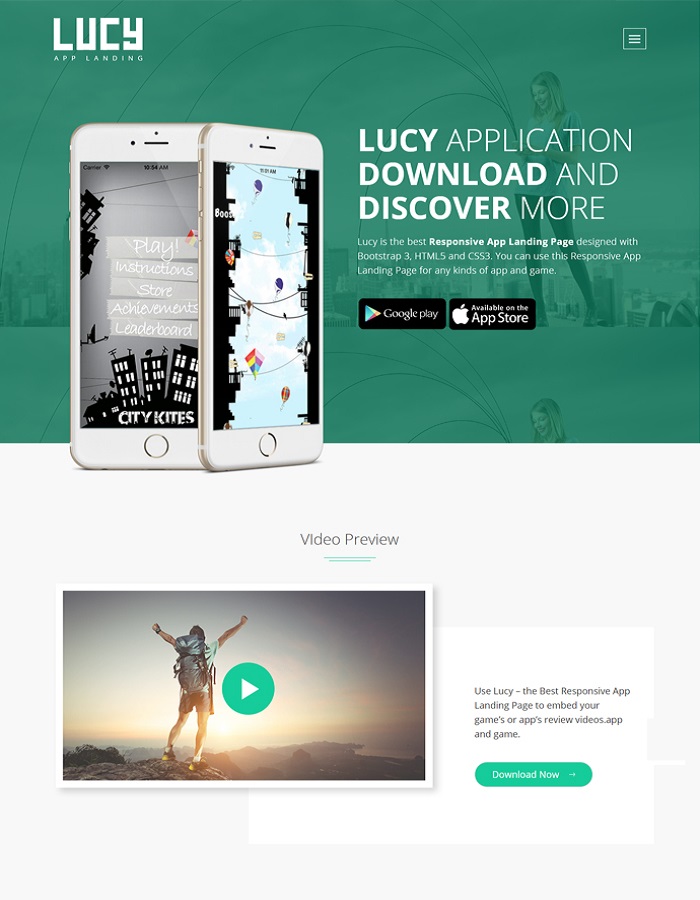 LUCY
APP LANDING
LUCY APPLICATION
DOWNLOAD AND
DISCOVER MORE
Lucy is the best Responsive App Landing Page designed with
Bootstrap 3, HTML5 and CSS3. You can use this Responsive App
Landing Page for any kinds of app and game.
Google play
Available on the
App Store
Carrier
10:54 AM
Play!
Instructions
Store
Achievements
Leaderboard
CITY KITES
11:01 AM
VIdeo Preview
Use Lucy – the Best Responsive App
Landing Page to embed your
game's or app's review videos.app
and game.
Download Now →